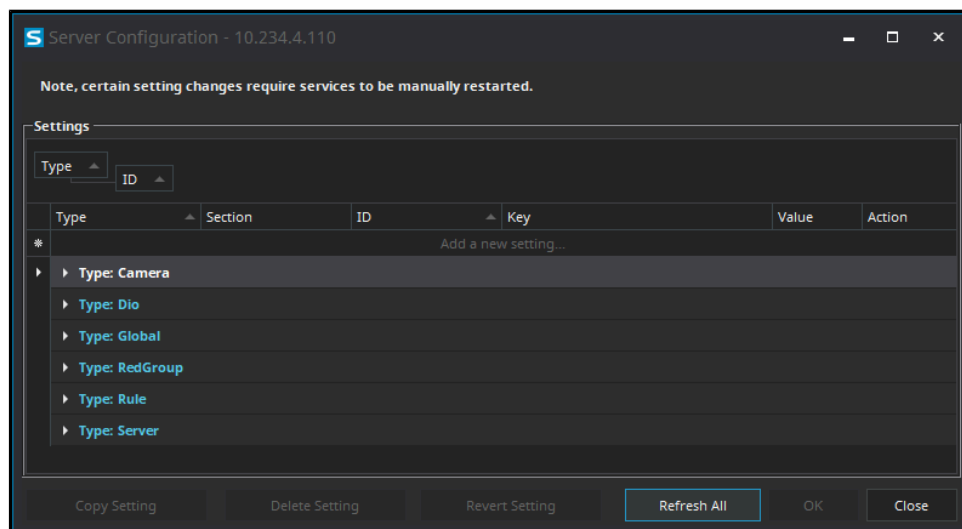 S Server Configuration - 10.234.4.110
Note, certain setting changes require services to be manually restarted.
Settings
Type
ID
Type Section ID Key Value Action
Add a new setting...
Type: Camera
Type: Dio
Type: Global
Type: RedGroup
Type: Rule
Type: Server
Copy Setting Delete Setting Revert Setting Refresh All OK Close